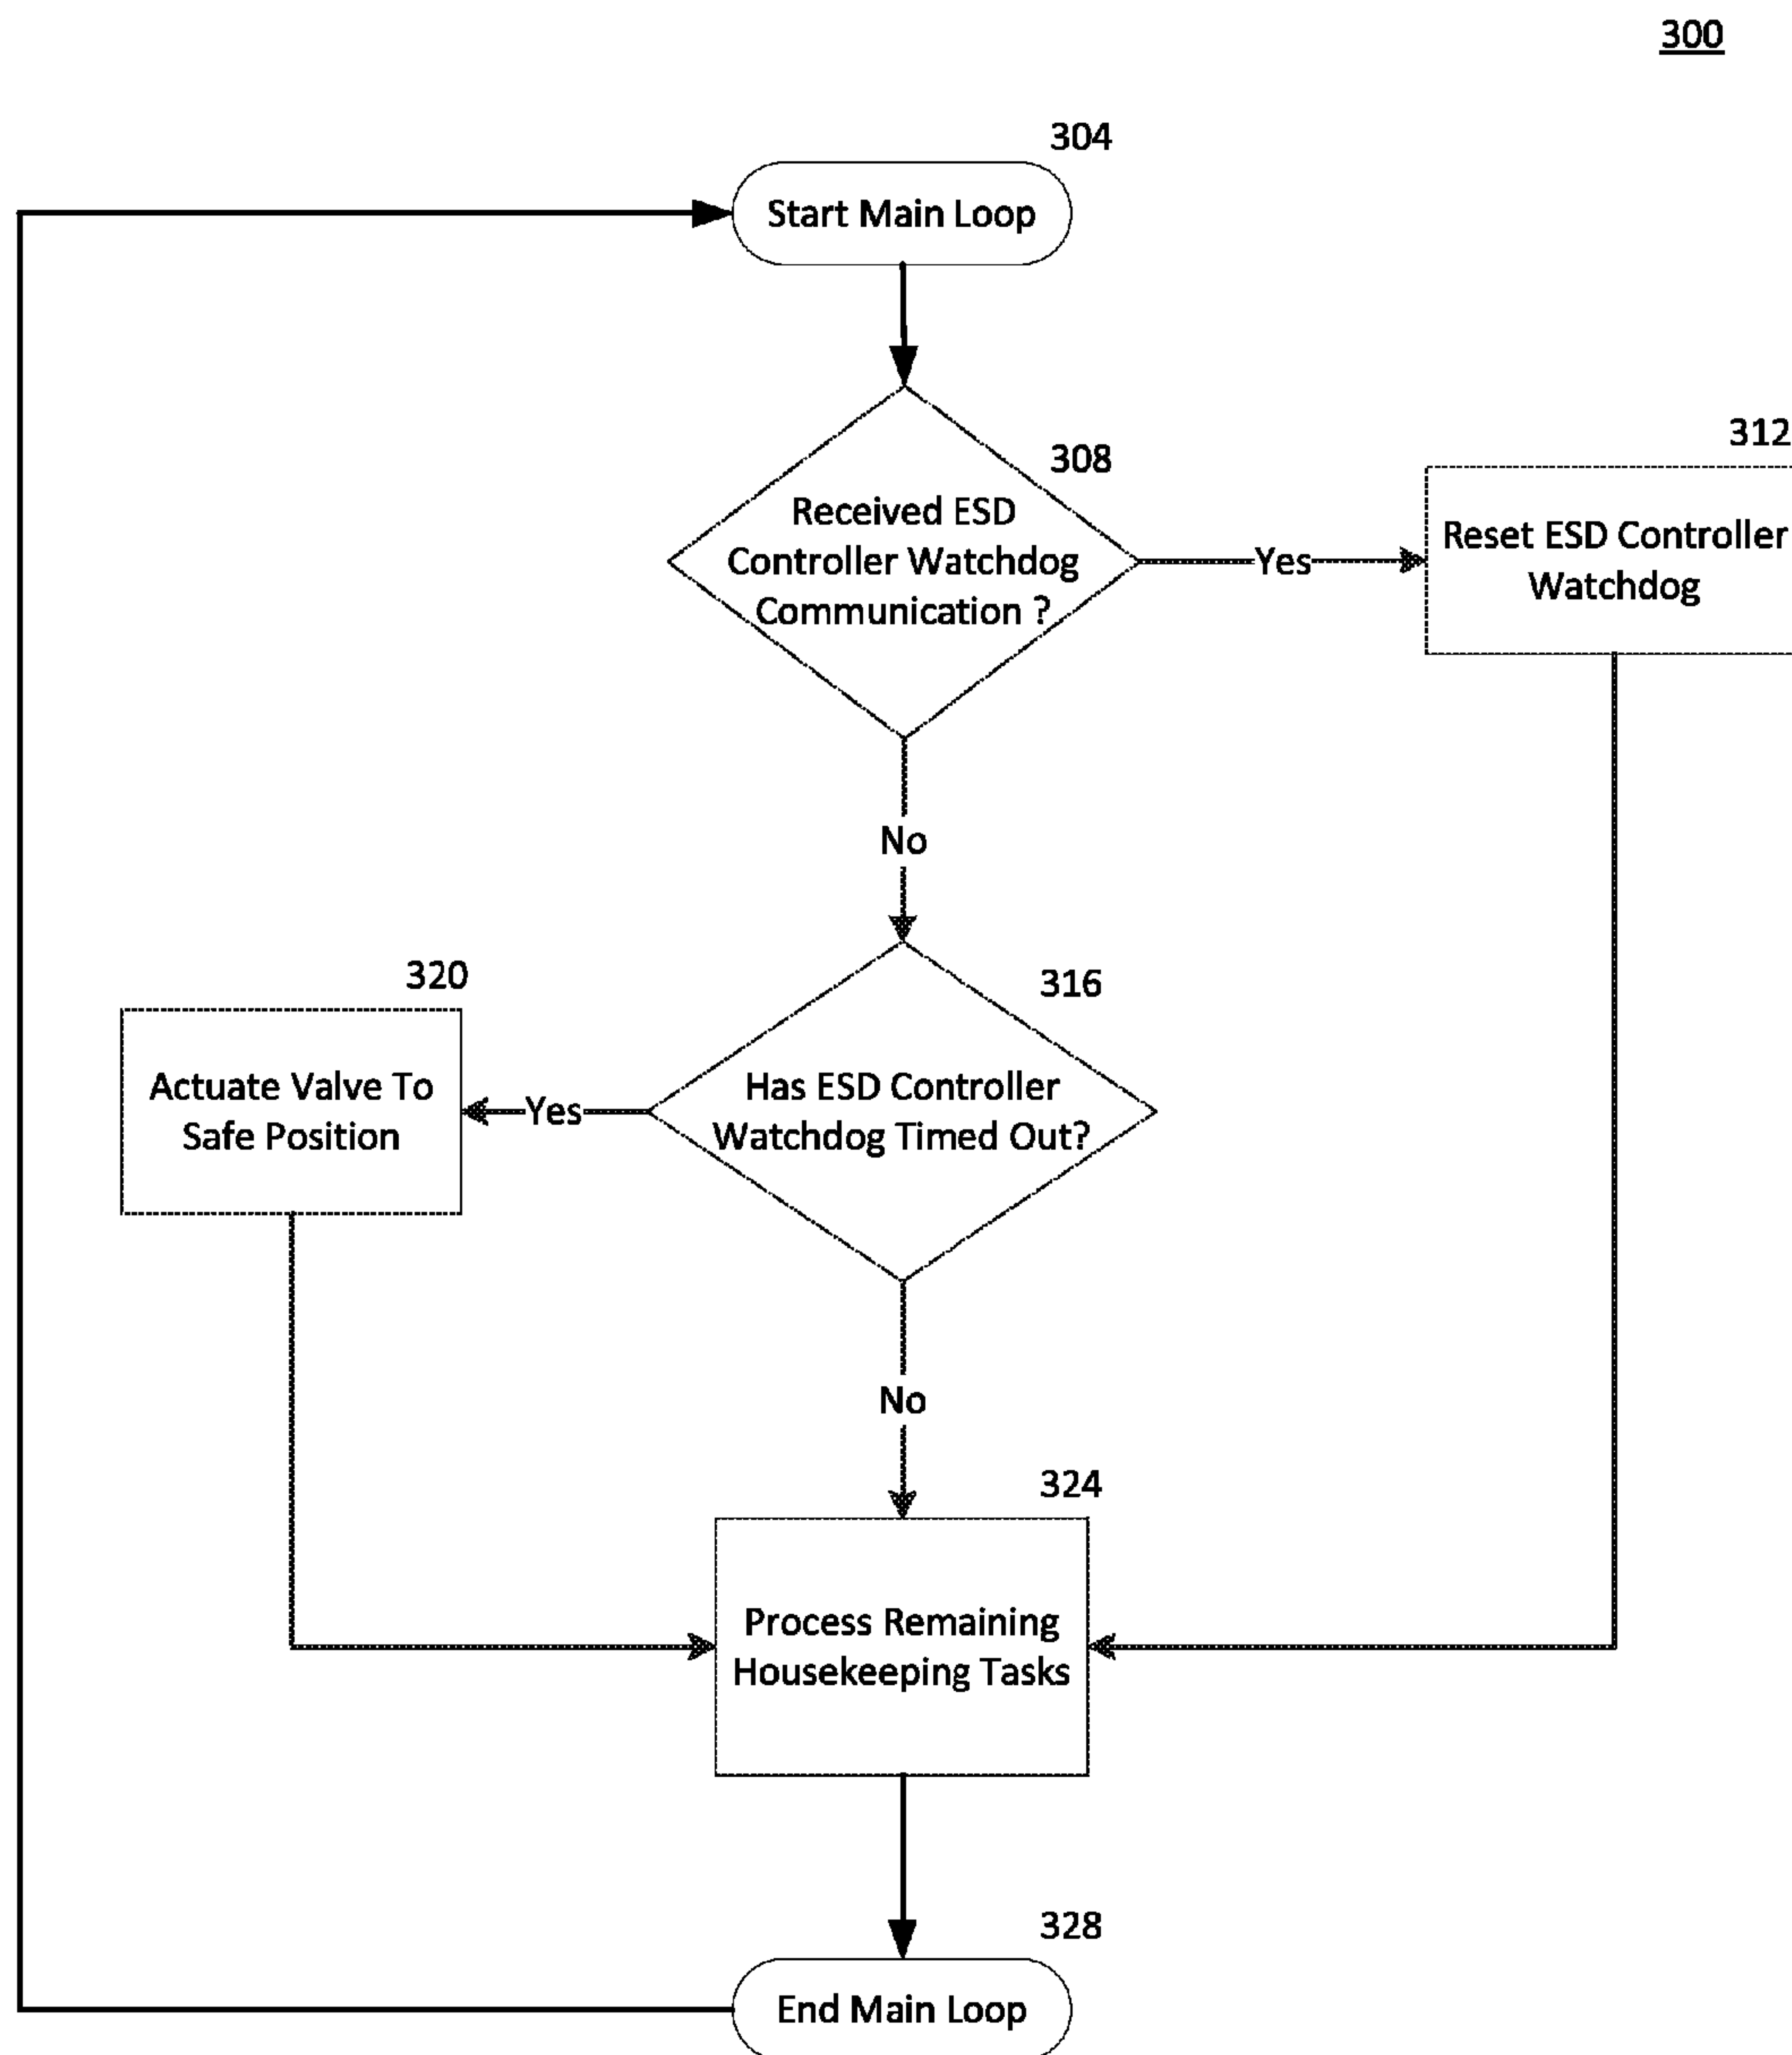 300
304
Start Main Loop
308
Received ESD
Controller Watchdog
Communication ?
Yes
312
Reset ESD Controller
Watchdog
No
316
Has ESD Controller
Watchdog Timed Out?
Yes
320
Actuate Valve To
Safe Position
No
324
Process Remaining
Housekeeping Tasks
328
End Main Loop